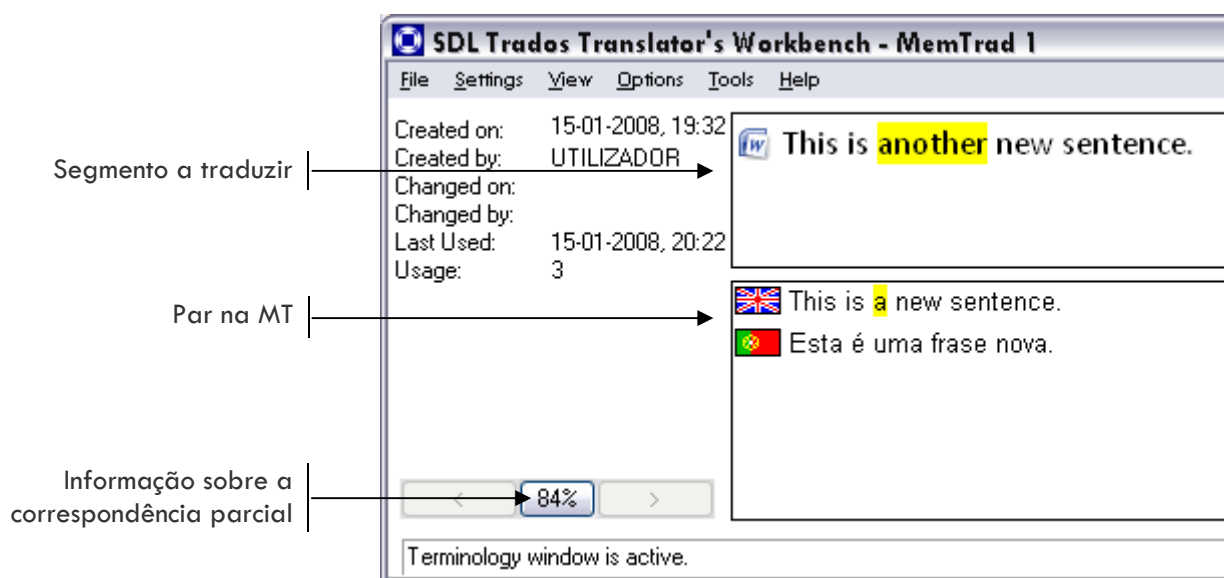 SDL Trados Translator's Workbench - MemTrad 1
File Settings View Options Tools Help
Created on: 15-01-2008, 19:32
Created by: UTILIZADOR
Changed on:
Changed by:
Last Used: 15-01-2008, 20:22
Usage: 3
This is another new sentence.
Segmento a traduzir
This is a new sentence.
Esta é uma frase nova.
Par na MT
Informação sobre a
correspondência parcial
< 84% >
Terminology window is active.